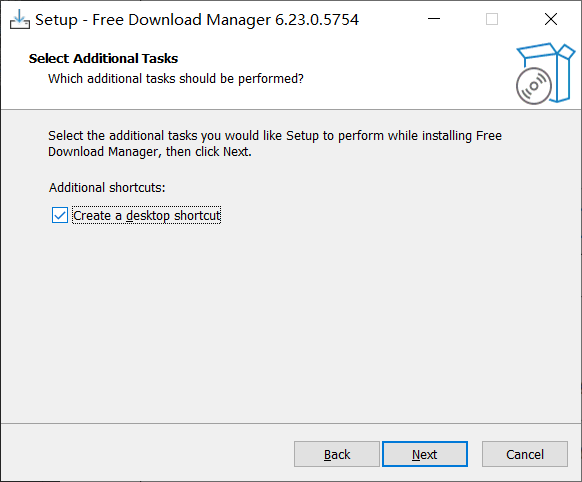 Setup - Free Download Manager 6.23.0.5754
Select Additional Tasks
Which additional tasks should be performed?
Select the additional tasks you would like Setup to perform while installing Free
Download Manager, then click Next.
Additional shortcuts:
Create a desktop shortcut
Back
Next
Cancel